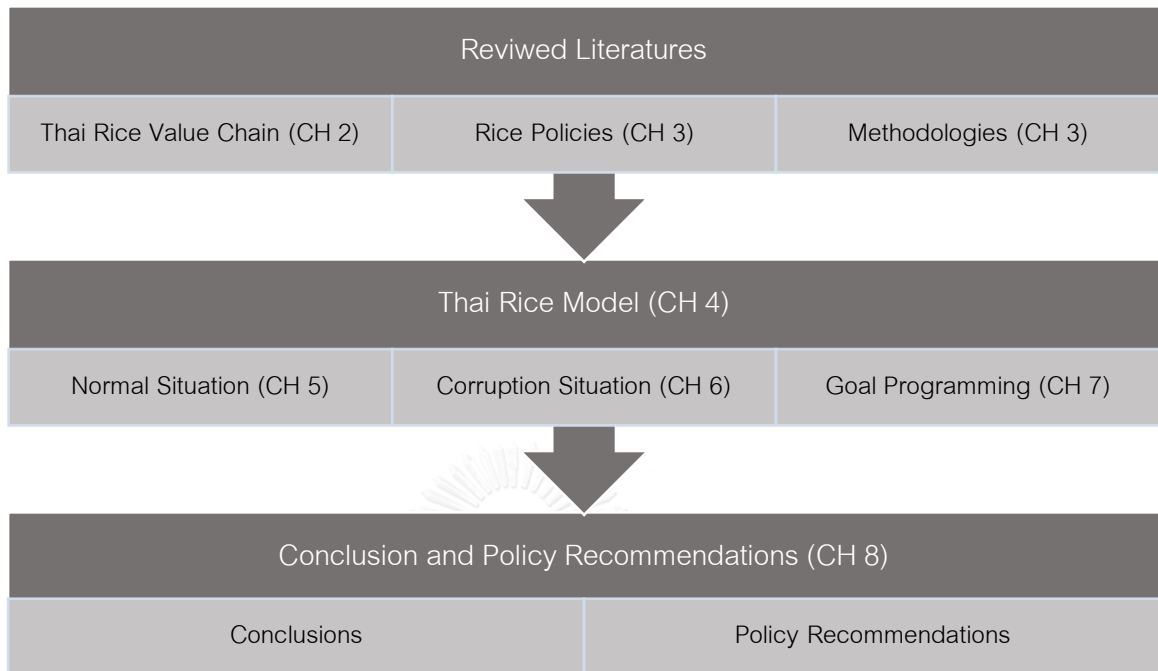 Reviwed Literatures
Thai Rice Value Chain (CH 2)
Rice Policies (CH 3)
Methodologies (CH 3)
Thai Rice Model (CH 4)
Normal Situation (CH 5)
Corruption Situation (CH 6)
Goal Programming (CH 7)
Conclusion and Policy Recommendations (CH 8)
Conclusions
Policy Recommendations